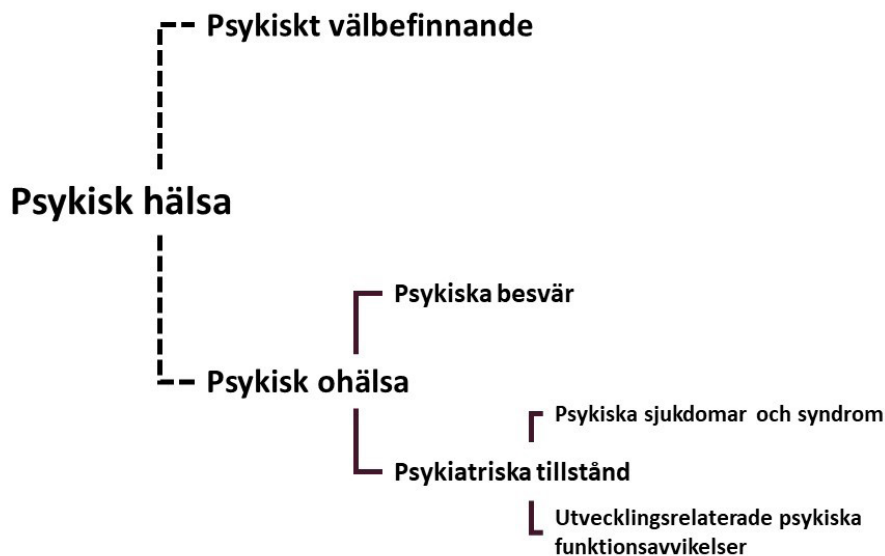 Psykiskt välbefinnande
Psykisk hälsa
Psykiska besvär
Psykisk ohälsa
Psykiska sjukdomar och syndrom
Psykiatriska tillstånd
Utvecklingsrelaterade psykiska
funktionsavvikelser